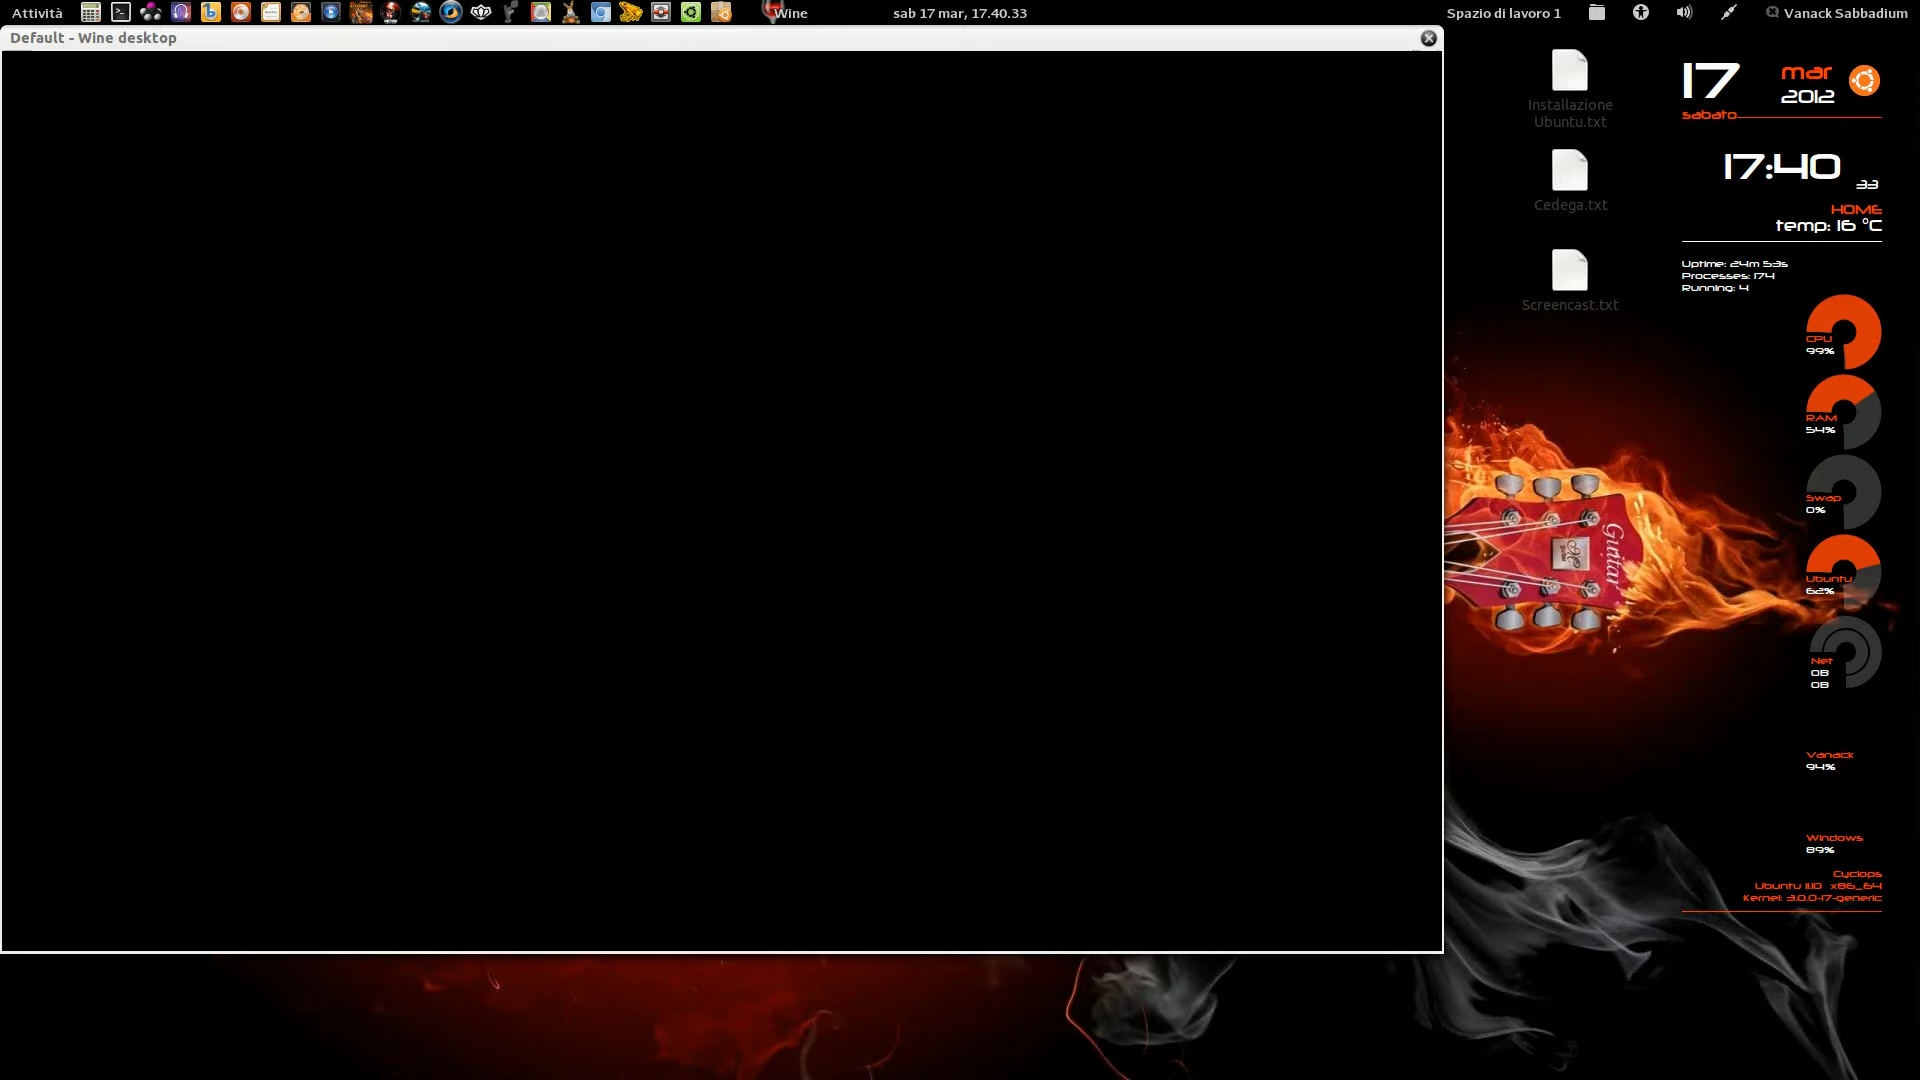 Attività
Wine
sab 17 mar, 17.40.33
Spazio di lavoro 1
Vanack Sabbadium
Default - Wine desktop
Installazione
Ubuntu.txt
Cedega.txt
Screencast.txt
17
mar
2012
sabato
17:40
33
HOME
temp: 16 °C
Uptime: 24m 53s
Processes: 174
Running: 4
CPU
99%
RAM
54%
Swap
0%
Ubuntu
62%
Net
0B
0B
Guitar
Vanack
94%
Windows
89%
Cyclops
Ubuntu 11.10 x86_64
Kernel: 3.0.0-17-generic